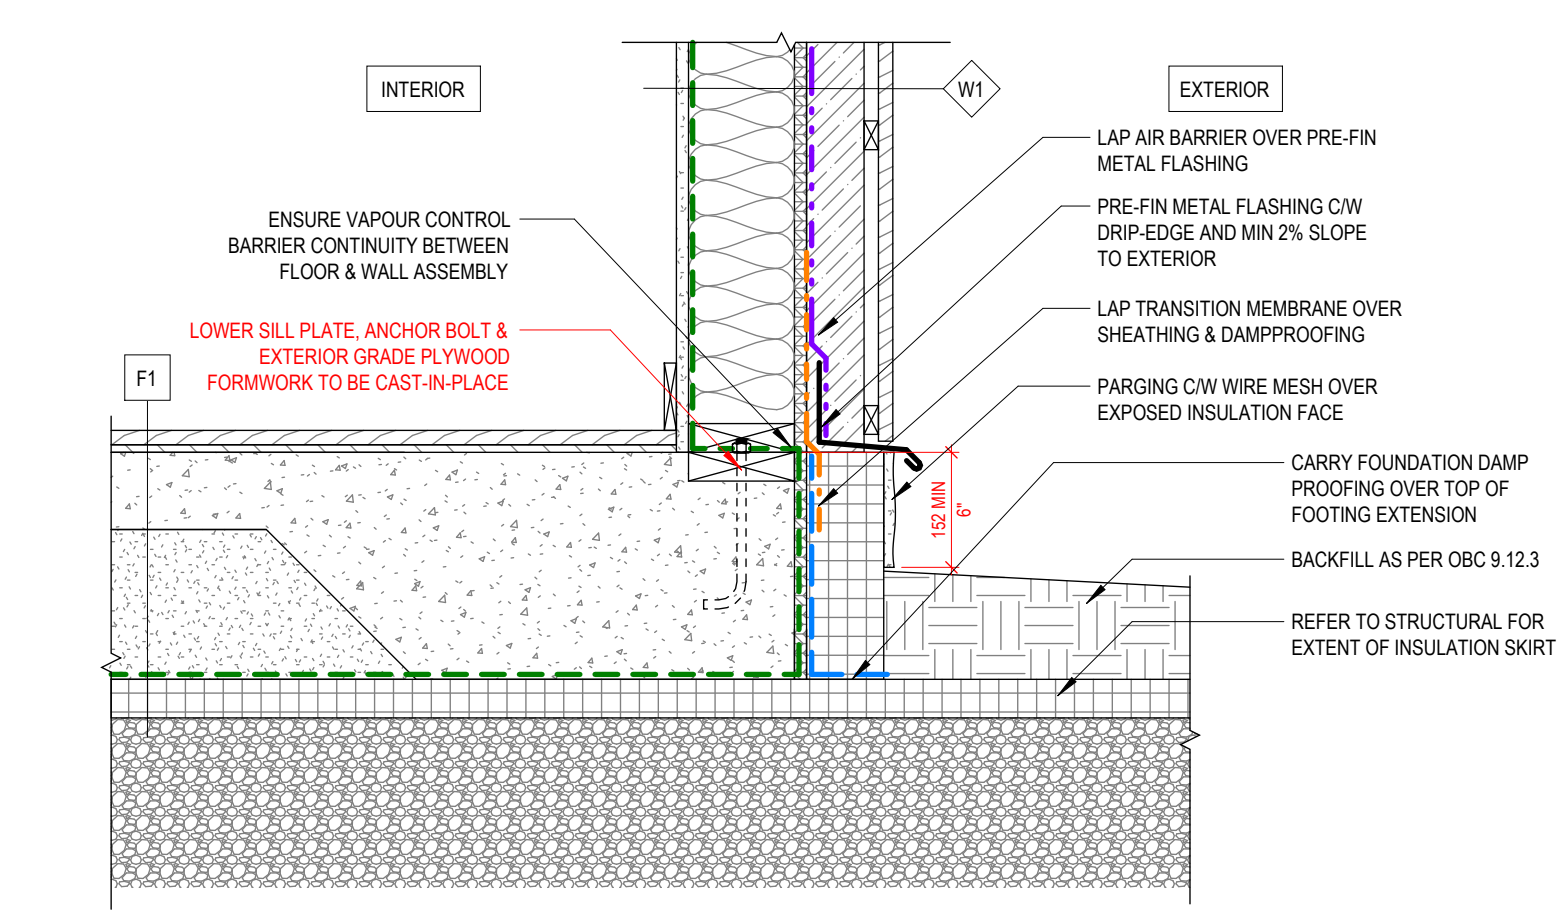 INTERIOR
W1
EXTERIOR
LAP AIR BARRIER OVER PRE-FIN
METAL FLASHING
PRE-FIN METAL FLASHING C/W
DRIP-EDGE AND MIN 2% SLOPE
TO EXTERIOR
ENSURE VAPOUR CONTROL
BARRIER CONTINUITY BETWEEN
FLOOR & WALL ASSEMBLY
LAP TRANSITION MEMBRANE OVER
SHEATHING & DAMPPROOFING
LOWER SILL PLATE, ANCHOR BOLT &
EXTERIOR GRADE PLYWOOD
FORMWORK TO BE CAST-IN-PLACE
F1
PARGING C/W WIRE MESH OVER
EXPOSED INSULATION FACE
152 MIN
6"
CARRY FOUNDATION DAMP
PROOFING OVER TOP OF
FOOTING EXTENSION
BACKFILL AS PER OBC 9.12.3
REFER TO STRUCTURAL FOR
EXTENT OF INSULATION SKIRT